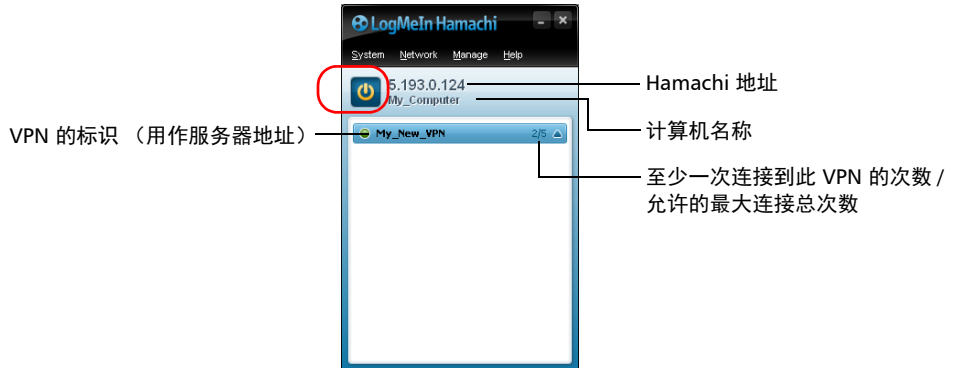 LogMeIn Hamachi
System Network Manage Help
5.193.0.124
My_Computer
Hamachi 地址
计算机名称
VPN 的标识 （用作服务器地址）
My_New_VPN 2/5
至少一次连接到此 VPN 的次数 /
允许的最大连接总次数